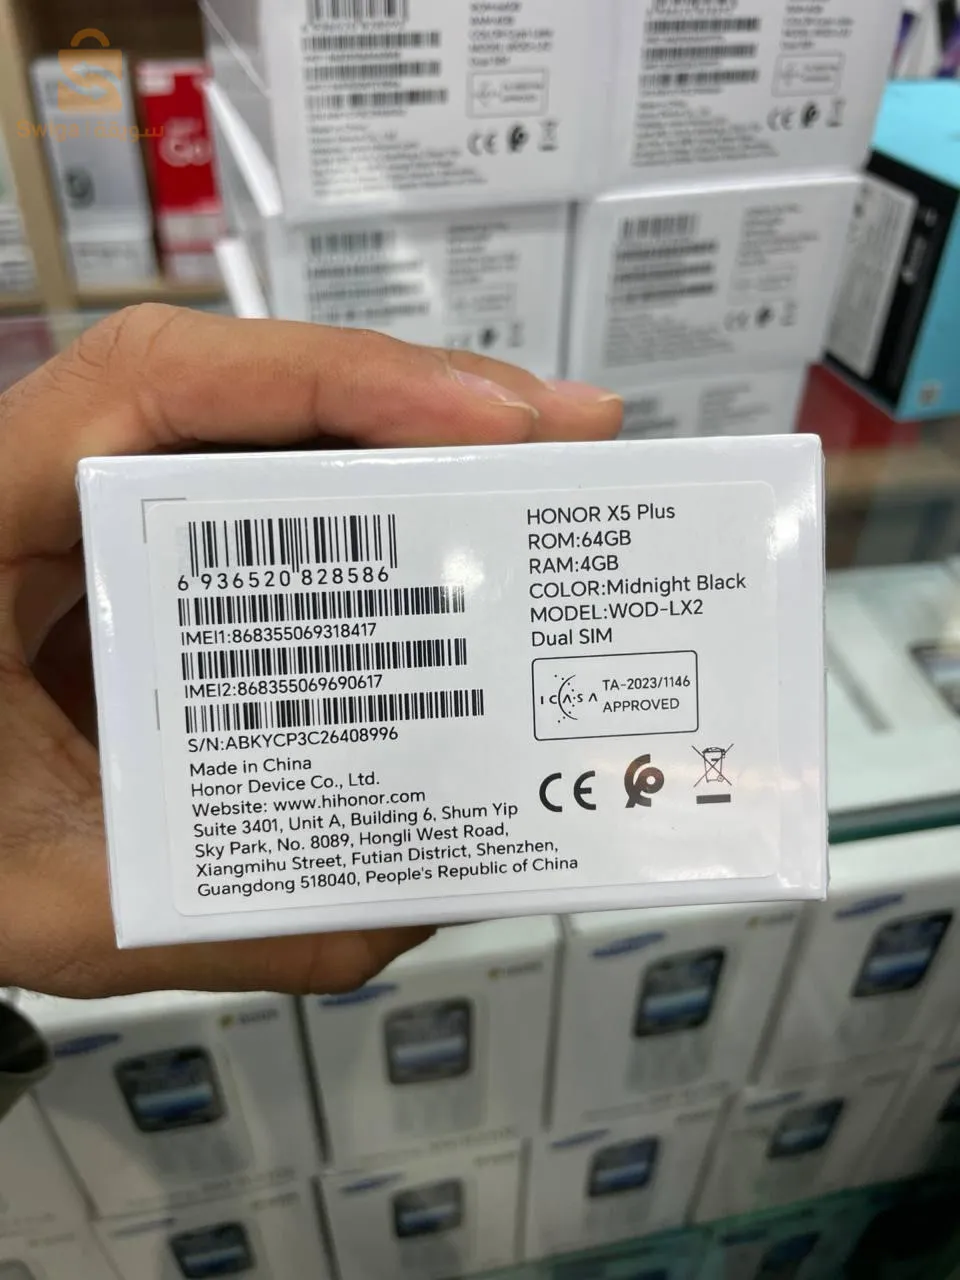 Swiga سويقة
Go
6 936520 828586
IMEI1:868355069318417
IMEI2:868355069690617
S/N:ABKYCP3C26408996
Made in China
Honor Device Co., Ltd.
Website: www.hihonor.com
Suite 3401, Unit A, Building 6, Shum Yip
Sky Park, No. 8089, Hongli West Road,
Xiangmihu Street, Futian District, Shenzhen,
Guangdong 518040, People's Republic of China
HONOR X5 Plus
ROM:64GB
RAM:4GB
COLOR:Midnight Black
MODEL:WOD-LX2
Dual SIM
ICASA TA-2023/1146
APPROVED
CE